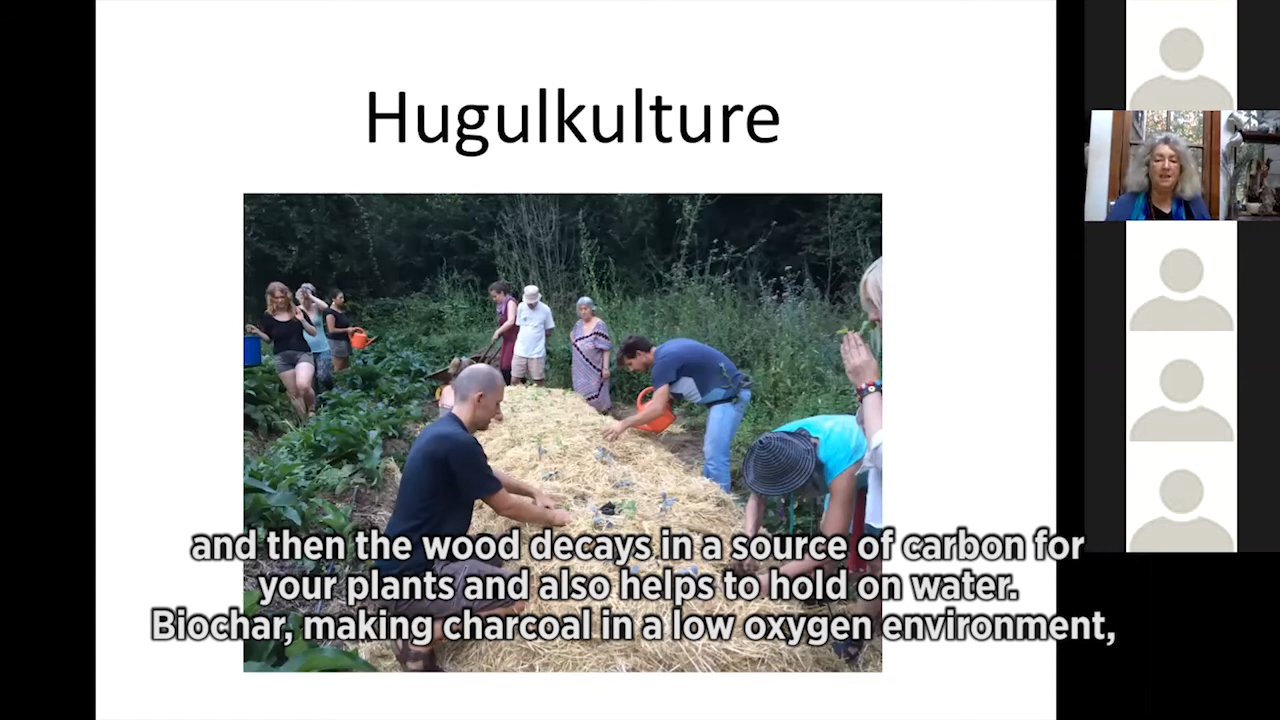 Hugulkulture
and then the wood decays in a source of carbon for
your plants and also helps to hold on water.
Biochar, making charcoal in a low oxygen environment,